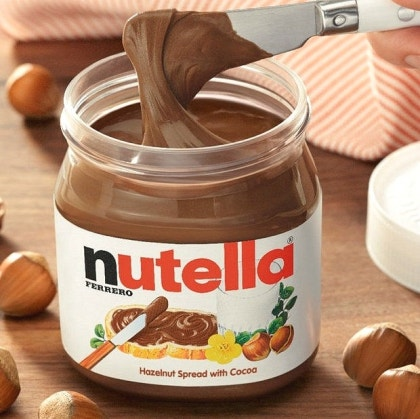 nutella®
FERRERO
Hazelnut Spread with Cocoa